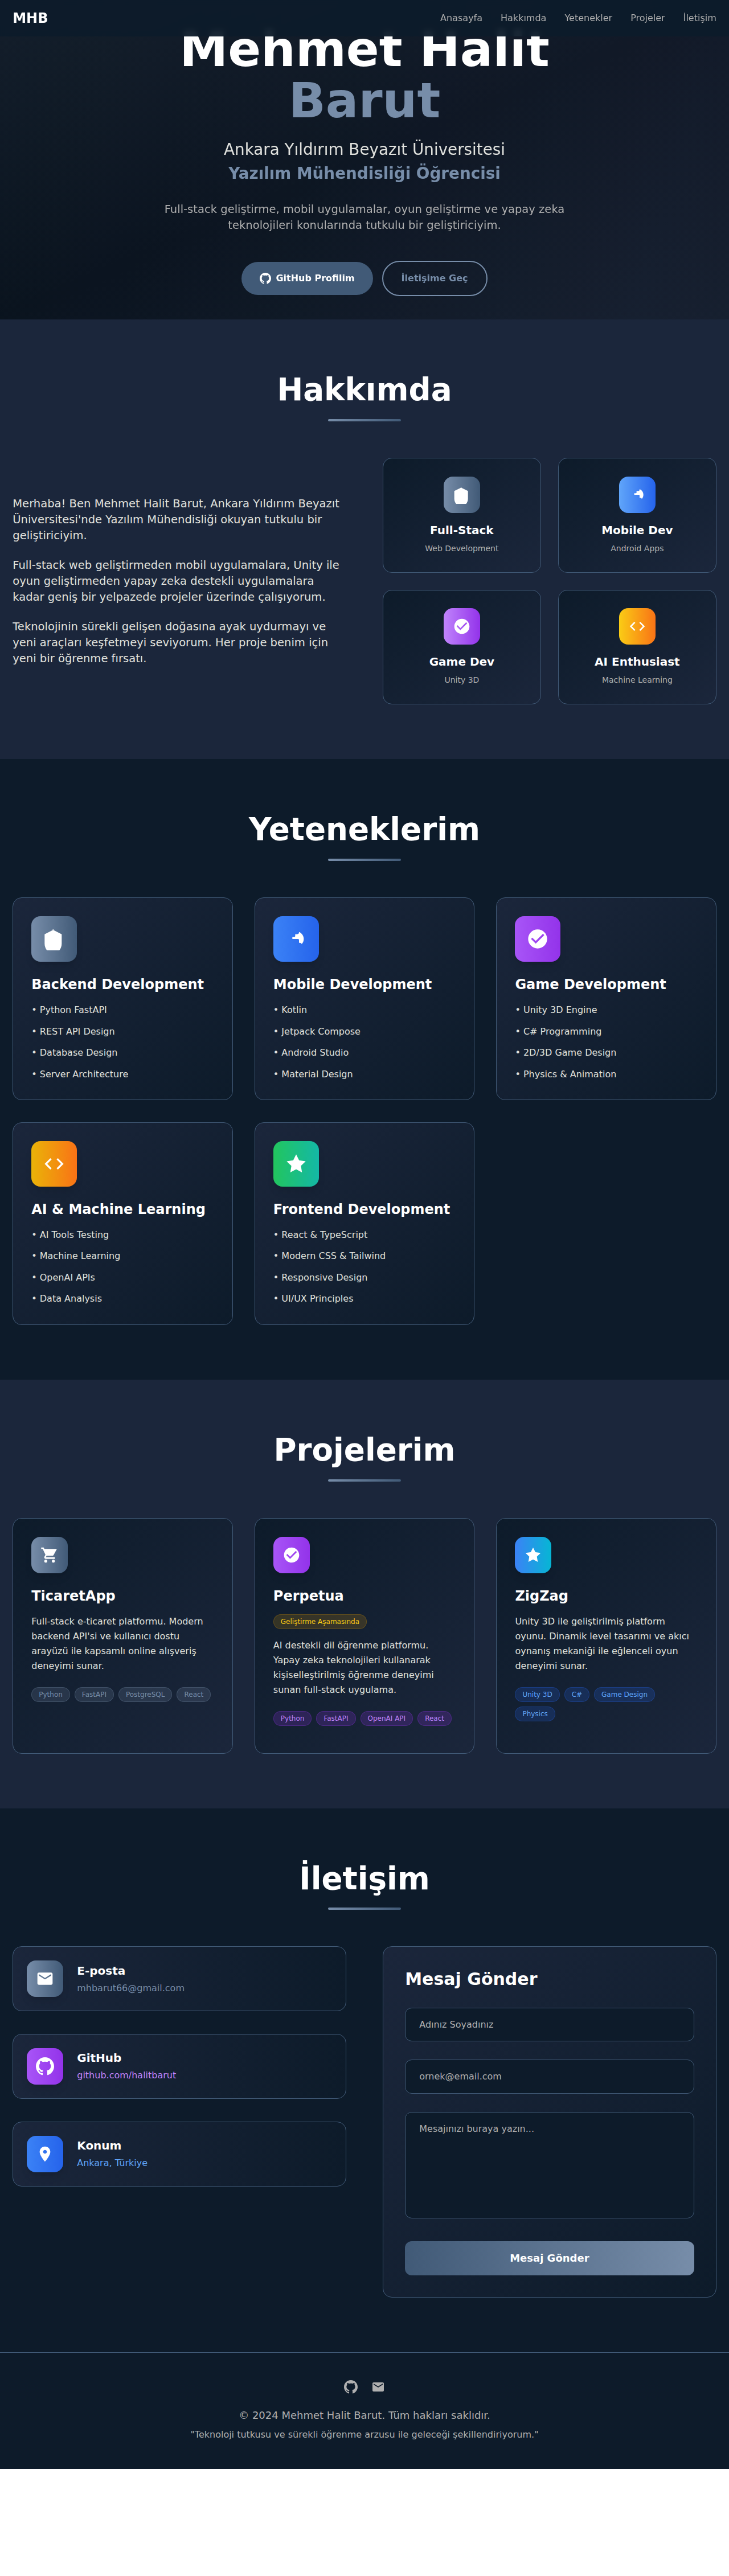 MHB
Anasayfa Hakkımda Yetenekler Projeler İletişim
Mehmet Halit
Barut
Ankara Yıldırım Beyazıt Üniversitesi
Yazılım Mühendisliği Öğrencisi
Full-stack geliştirme, mobil uygulamalar, oyun geliştirme ve yapay zeka
teknolojileri konularında tutkulu bir geliştiriciyim.
GitHub Profilim
İletişime Geç
Hakkımda
Merhaba! Ben Mehmet Halit Barut, Ankara Yıldırım Beyazıt
Üniversitesi'nde Yazılım Mühendisliği okuyan tutkulu bir
geliştiriciyim.
Full-stack web geliştirmeden mobil uygulamalara, Unity ile
oyun geliştirmeden yapay zeka destekli uygulamalara
kadar geniş bir yelpazede projeler üzerinde çalışıyorum.
Teknolojinin sürekli gelişen doğasına ayak uydurmayı ve
yeni araçları keşfetmeyi seviyorum. Her proje benim için
yeni bir öğrenme fırsatı.
Full-Stack
Web Development
Mobile Dev
Android Apps
Game Dev
Unity 3D
AI Enthusiast
Machine Learning
Yeteneklerim
Backend Development
• Python FastAPI
• REST API Design
• Database Design
• Server Architecture
Mobile Development
• Kotlin
• Jetpack Compose
• Android Studio
• Material Design
Game Development
• Unity 3D Engine
• C# Programming
• 2D/3D Game Design
• Physics & Animation
AI & Machine Learning
• AI Tools Testing
• Machine Learning
• OpenAI APIs
• Data Analysis
Frontend Development
• React & TypeScript
• Modern CSS & Tailwind
• Responsive Design
• UI/UX Principles
Projelerim
TicaretApp
Full-stack e-ticaret platformu. Modern
backend API'si ve kullanıcı dostu
arayüzü ile kapsamlı online alışveriş
deneyimi sunar.
Python FastAPI PostgreSQL React
Perpetua
Geliştirme Aşamasında
AI destekli dil öğrenme platformu.
Yapay zeka teknolojileri kullanarak
kişiselleştirilmiş öğrenme deneyimi
sunan full-stack uygulama.
Python FastAPI OpenAI API React
ZigZag
Unity 3D ile geliştirilmiş platform
oyunu. Dinamik level tasarımı ve akıcı
oynanış mekaniği ile eğlenceli oyun
deneyimi sunar.
Unity 3D C# Game Design
Physics
İletişim
E-posta
mhbarut66@gmail.com
GitHub
github.com/halitbarut
Konum
Ankara, Türkiye
Mesaj Gönder
Adınız Soyadınız
ornek@email.com
Mesajınızı buraya yazın...
Mesaj Gönder
© 2024 Mehmet Halit Barut. Tüm hakları saklıdır.
"Teknoloji tutkusu ve sürekli öğrenme arzusu ile geleceği şekillendiriyorum."